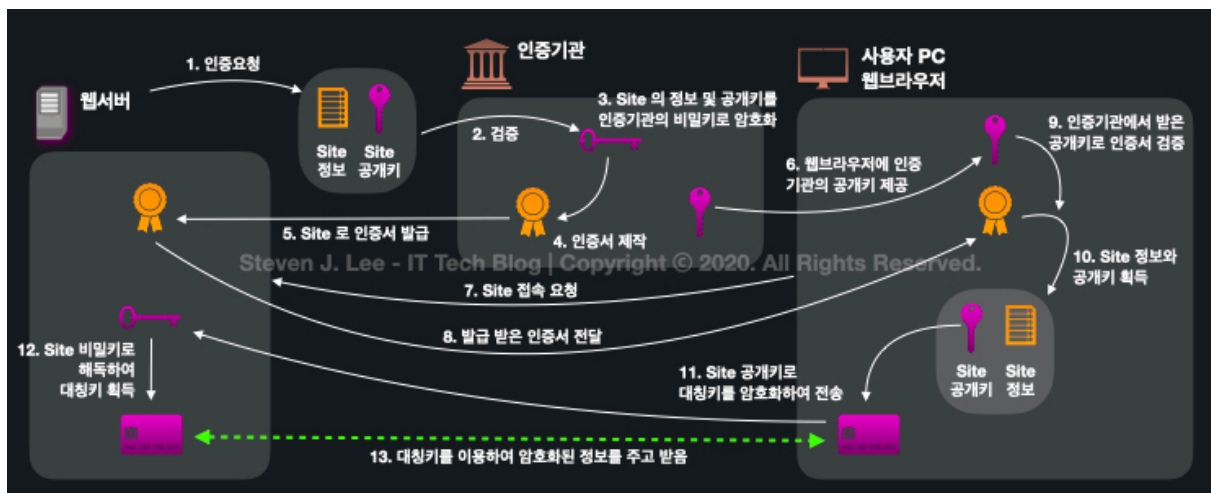 웹서버
1. 인증요청
Site
정보
Site
공개키
2. 검증
인증기관
3. Site 의 정보 및 공개키를
인증기관의 비밀키로 암호화
4. 인증서 제작
5. Site 로 인증서 발급
사용자 PC
웹브라우저
6. 웹브라우저에 인증
기관의 공개키 제공
7. Site 접속 요청
8. 발급 받은 인증서 전달
9. 인증기관에서 받은
공개키로 인증서 검증
10. Site 정보와
공개키 획득
Site
공개키
Site
정보
11. Site 공개키로
대칭키를 암호화하여 전송
12. Site 비밀키로
해독하여
대칭키 획득
13. 대칭키를 이용하여 암호화된 정보를 주고 받음
Steven J. Lee - IT Tech Blog | Copyright © 2020. All Rights Reserved.